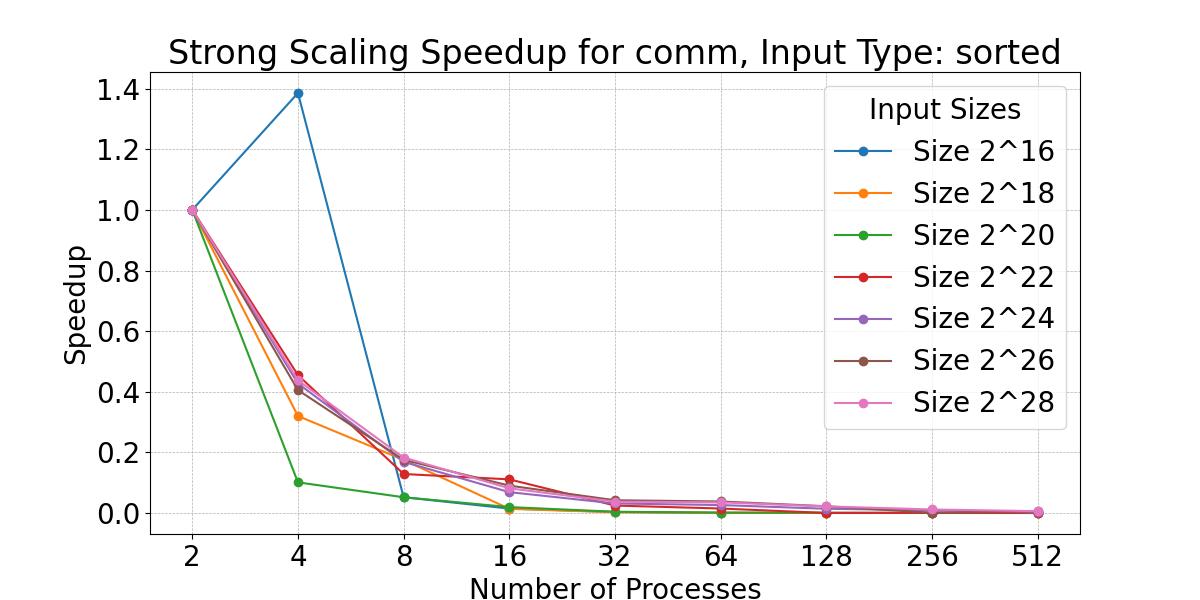 Strong Scaling Speedup for comm, Input Type: sorted
1.4
1.2
1.0
0.8
0.6
0.4
0.2
0.0
Speedup
Input Sizes
Size 2^16
Size 2^18
Size 2^20
Size 2^22
Size 2^24
Size 2^26
Size 2^28
2 4 8 16 32 64 128 256 512
Number of Processes